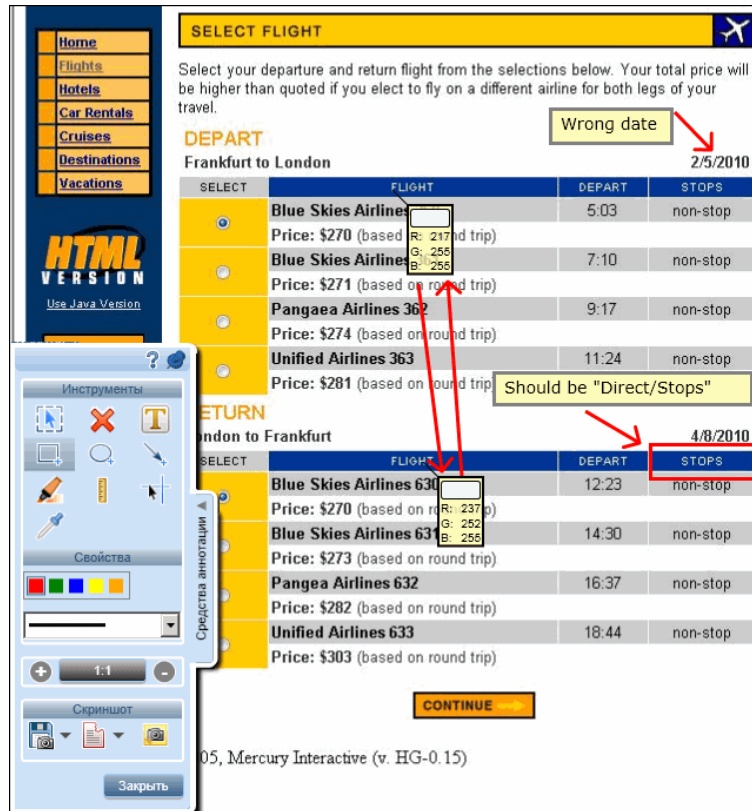 Home
Flights
Hotels
Car Rentals
Cruises
Destinations
Vacations
HTML
VERSION
Use Java Version
SELECT FLIGHT
Select your departure and return flight from the selections below. Your total price will
be higher than quoted if you elect to fly on a different airline for both legs of your
travel.
Wrong date
DEPART
Frankfurt to London 2/5/2010
SELECT FLIGHT DEPART STOPS
Blue Skies Airlines 5:03 non-stop
Price: $270 (based nd trip)
R: 217
G: 255
B: 255
Blue Skies Airlines 7:10 non-stop
Price: $271 (based on round trip)
Pangaea Airlines 362 9:17 non-stop
Price: $274 (based on round trip)
Unified Airlines 363 11:24 non-stop
Price: $281 (based on round trip)
Should be "Direct/Stops"
ETURN
ondon to Frankfurt 4/8/2010
SELECT FLIGHT DEPART STOPS
Blue Skies Airlines 630 12:23 non-stop
Price: $270 (based on p)
R: 237
G: 252
B: 255
Blue Skies Airlines 631 14:30 non-stop
Price: $273 (based on round trip)
Pangea Airlines 632 16:37 non-stop
Price: $282 (based on round trip)
Unified Airlines 633 18:44 non-stop
Price: $303 (based on round trip)
CONTINUE
05, Mercury Interactive (v. HG-0.15)
?
Инструменты
T
Свойства
Средства аннотации
+ 1:1 -
Скриншот
Закрыть